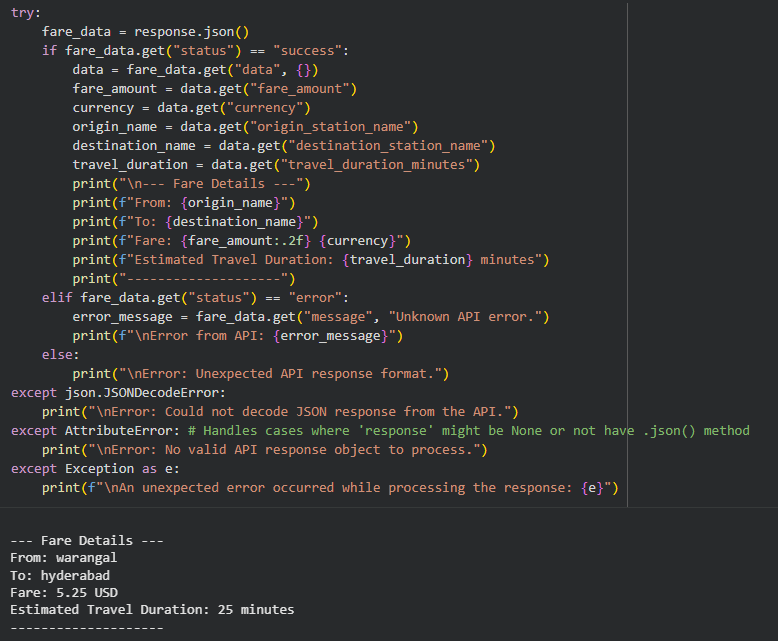 try:
    fare_data = response.json()
    if fare_data.get("status") == "success":
        data = fare_data.get("data", {})
        fare_amount = data.get("fare_amount")
        currency = data.get("currency")
        origin_name = data.get("origin_station_name")
        destination_name = data.get("destination_station_name")
        travel_duration = data.get("travel_duration_minutes")
        print("\n--- Fare Details ---")
        print(f"From: {origin_name}")
        print(f"To: {destination_name}")
        print(f"Fare: {fare_amount:.2f} {currency}")
        print(f"Estimated Travel Duration: {travel_duration} minutes")
        print("--------------------")
    elif fare_data.get("status") == "error":
        error_message = fare_data.get("message", "Unknown API error.")
        print(f"\nError from API: {error_message}")
    else:
        print("\nError: Unexpected API response format.")
except json.JSONDecodeError:
    print("\nError: Could not decode JSON response from the API.")
except AttributeError: # Handles cases where 'response' might be None or not have .json() method
    print("\nError: No valid API response object to process.")
except Exception as e:
    print(f"\nAn unexpected error occurred while processing the response: {e}")
--- Fare Details ---
From: warangal
To: hyderabad
Fare: 5.25 USD
Estimated Travel Duration: 25 minutes
--------------------